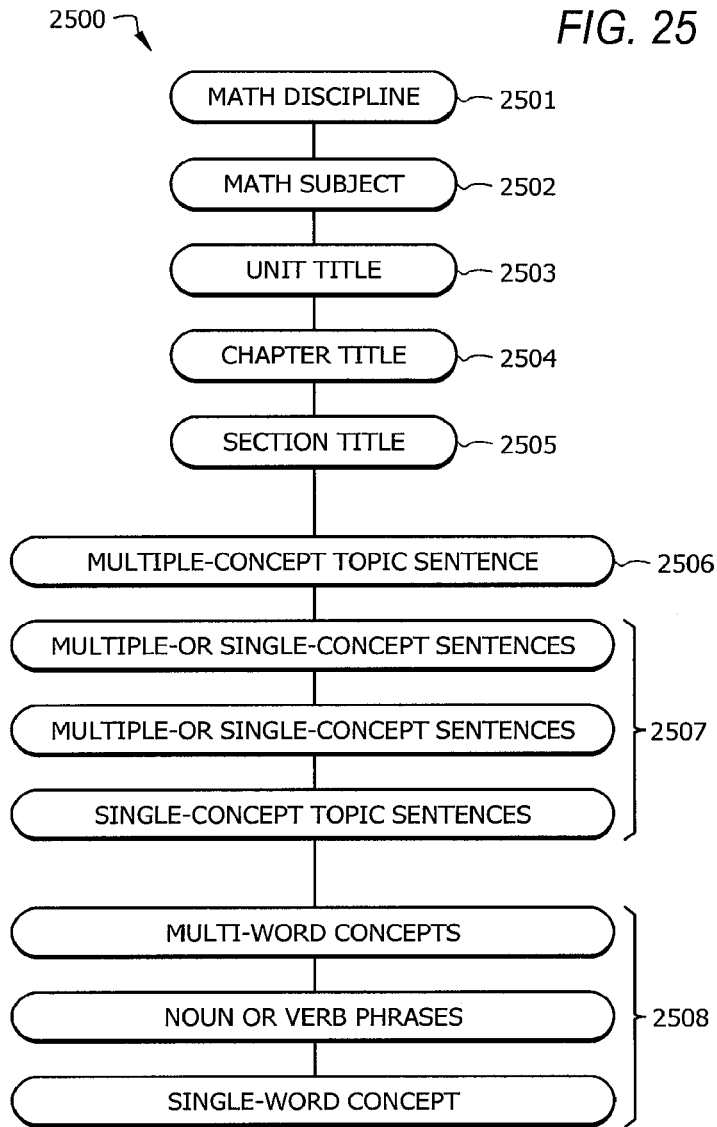 2500
FIG. 25
MATH DISCIPLINE 2501
MATH SUBJECT 2502
UNIT TITLE 2503
CHAPTER TITLE 2504
SECTION TITLE 2505
MULTIPLE-CONCEPT TOPIC SENTENCE 2506
MULTIPLE-OR SINGLE-CONCEPT SENTENCES
MULTIPLE-OR SINGLE-CONCEPT SENTENCES 2507
SINGLE-CONCEPT TOPIC SENTENCES
MULTI-WORD CONCEPTS
NOUN OR VERB PHRASES 2508
SINGLE-WORD CONCEPT